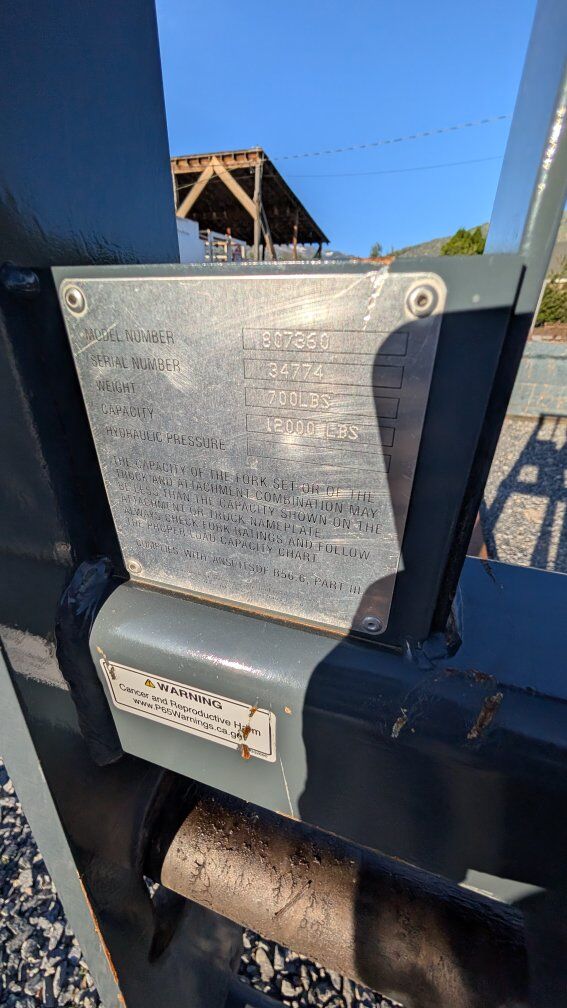 MODEL NUMBER 807360
SERIAL NUMBER 34774
WEIGHT 700LBS
CAPACITY 12000 LBS
HYDRAULIC PRESSURE
THE CAPACITY OF THE FORK SET OR OF THE
TRUCK AND ATTACHMENT COMBINATION MAY
BE LESS THAN THE CAPACITY SHOWN ON THE
ATTACHMENT OR TRUCK NAMEPLATE.
ALWAYS CHECK FORK RATINGS AND FOLLOW
THE PROPER LOAD CAPACITY CHART.
COMPLIES WITH ANSI/ITSDF B56.6, PART III
WARNING
Cancer and Reproductive Harm
www.P65Warnings.ca.gov